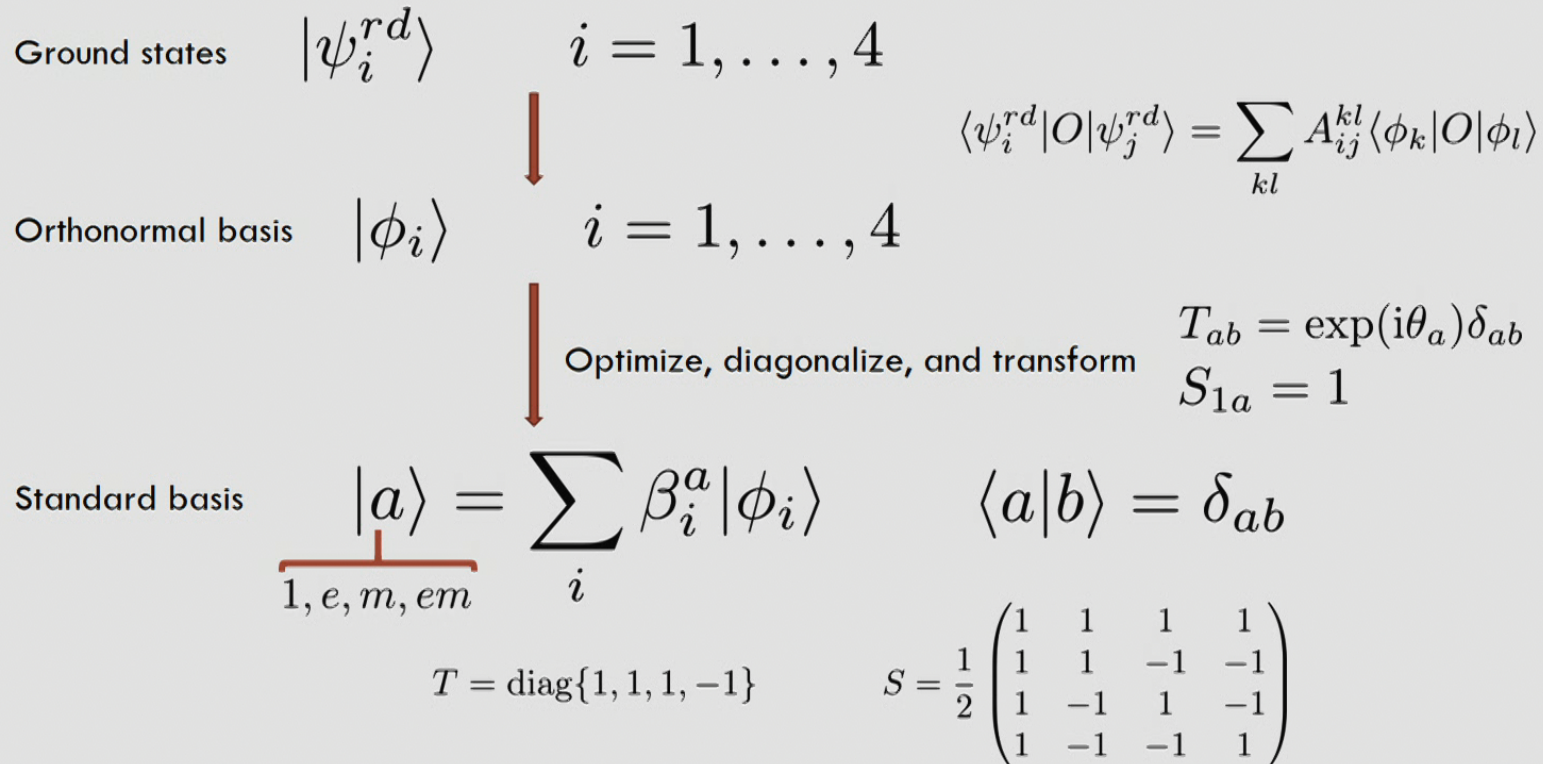 Ground states |ψ_i^{rd}⟩ i = 1, . . . , 4
⟨ψ_i^{rd}|O|ψ_j^{rd}⟩ = ∑_{kl} A_{ij}^{kl}⟨ϕ_k|O|ϕ_l⟩
Orthonormal basis |ϕ_i⟩ i = 1, . . . , 4
T_{ab} = exp(iθ_a)δ_{ab}
Optimize, diagonalize, and transform
S_{1a} = 1
Standard basis |a⟩ = ∑_i β_i^a|ϕ_i⟩ ⟨a|b⟩ = δ_{ab}
1, e, m, em
T = diag{1, 1, 1, −1}
S = 1/2
1 1 1 1
1 1 −1 −1
1 −1 1 −1
1 −1 −1 1